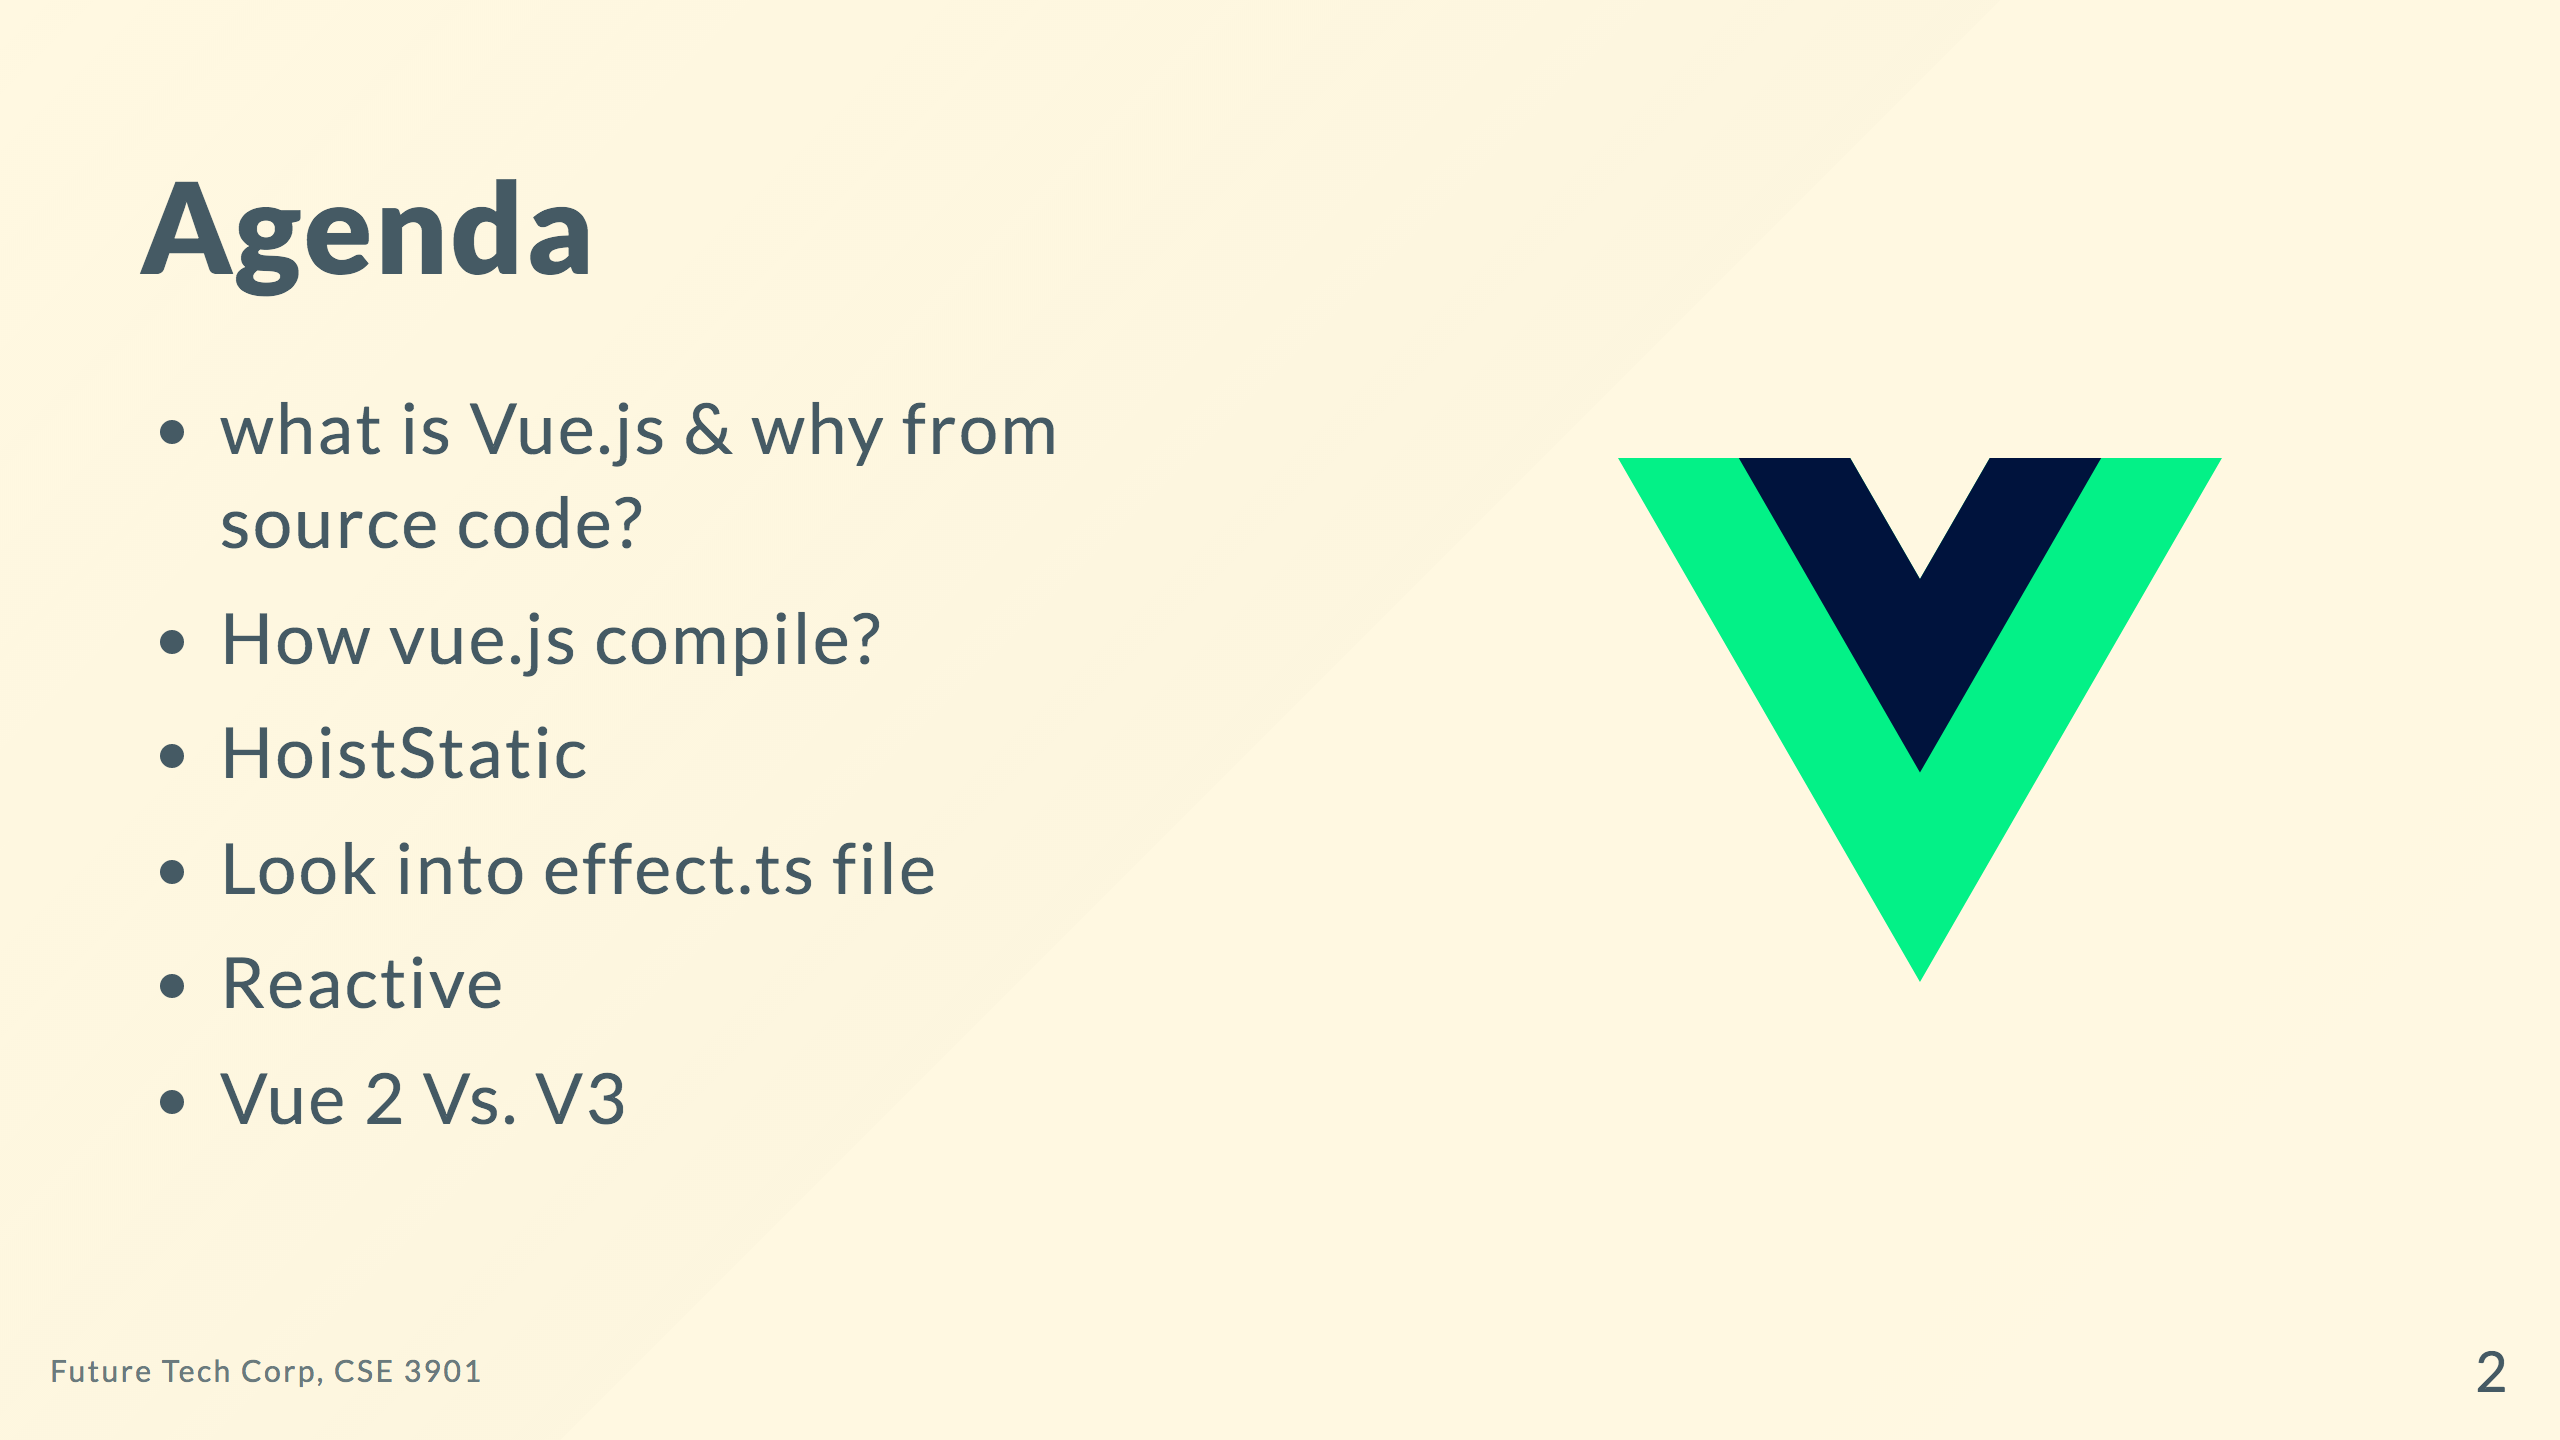 Agenda
• what is Vue.js & why from
source code?
• How vue.js compile?
• HoistStatic
• Look into effect.ts file
• Reactive
• Vue 2 Vs. V3
Future Tech Corp, CSE 3901
2